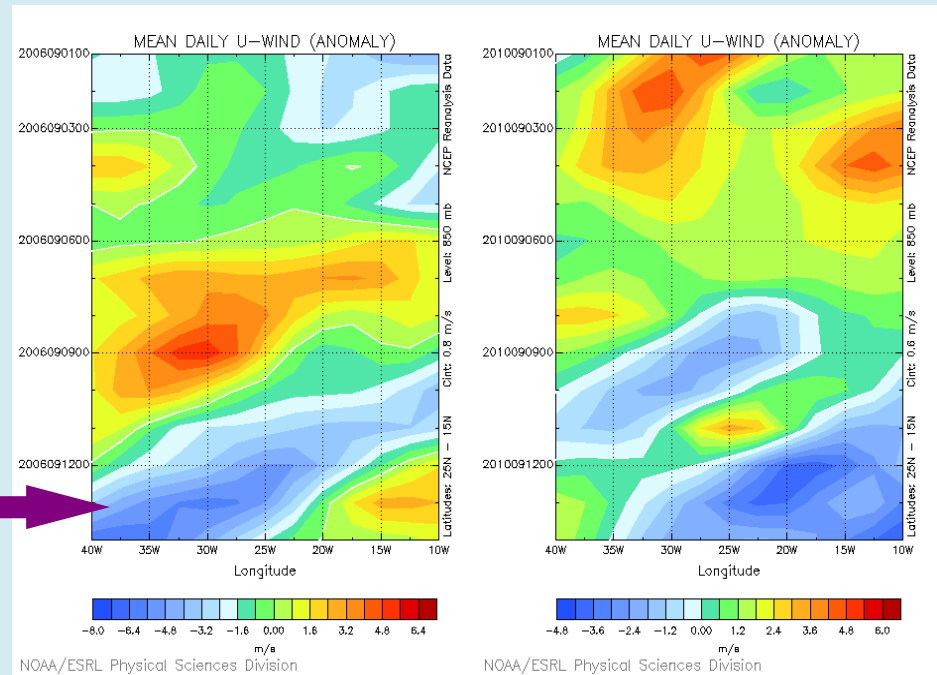 MEAN DAILY U-WIND (ANOMALY)
2006090100
2006090300
2006090600
2006090900
2006091200
40W 35W 30W 25W 20W 15W 10W
Longitude
Latitudes: 25N - 15N Cint: 0.8 m/s Level: 850 mb NCEP Reanalysis Data
-8.0 -6.4 -4.8 -3.2 -1.6 0.00 1.6 3.2 4.8 6.4
m/s
NOAA/ESRL Physical Sciences Division
MEAN DAILY U-WIND (ANOMALY)
2010090100
2010090300
2010090600
2010090900
2010091200
40W 35W 30W 25W 20W 15W 10W
Longitude
Latitudes: 25N - 15N Cint: 0.6 m/s Level: 850 mb NCEP Reanalysis Data
-4.8 -3.6 -2.4 -1.2 0.00 1.2 2.4 3.6 4.8 6.0
m/s
NOAA/ESRL Physical Sciences Division